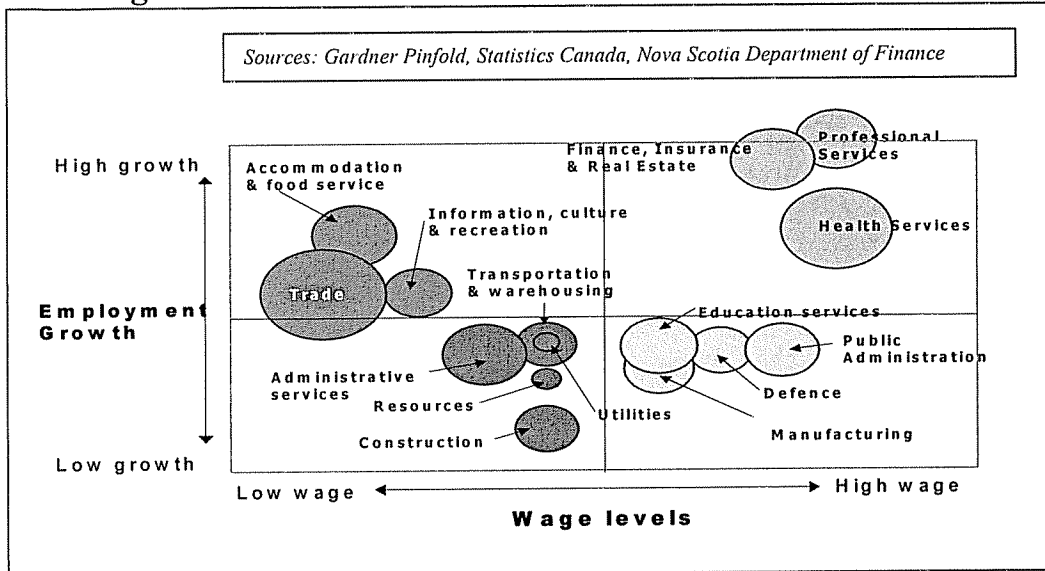 Sources: Gardner Pinfold, Statistics Canada, Nova Scotia Department of Finance
High growth
Accommodation
& food service
Information, culture
& recreation
Finance, Insurance
& Real Estate
Professional
Services
Health Services
Transportation
& warehousing
Trade
Employment
Growth
Education services
Public
Administration
Administrative
services
Resources
Utilities
Defence
Construction
Manufacturing
Low growth
Low wage
High wage
Wage levels